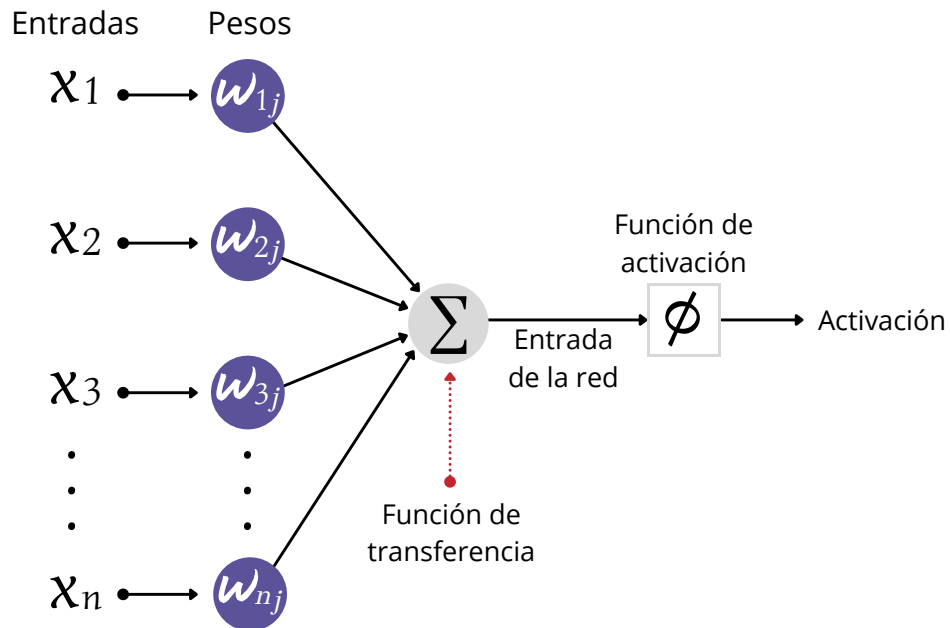 Entradas Pesos
x1 w1j
x2 w2j
Función de
activación
Σ ϕ Activación
Entrada
de la red
x3 w3j
Función de
transferencia
xn wnj